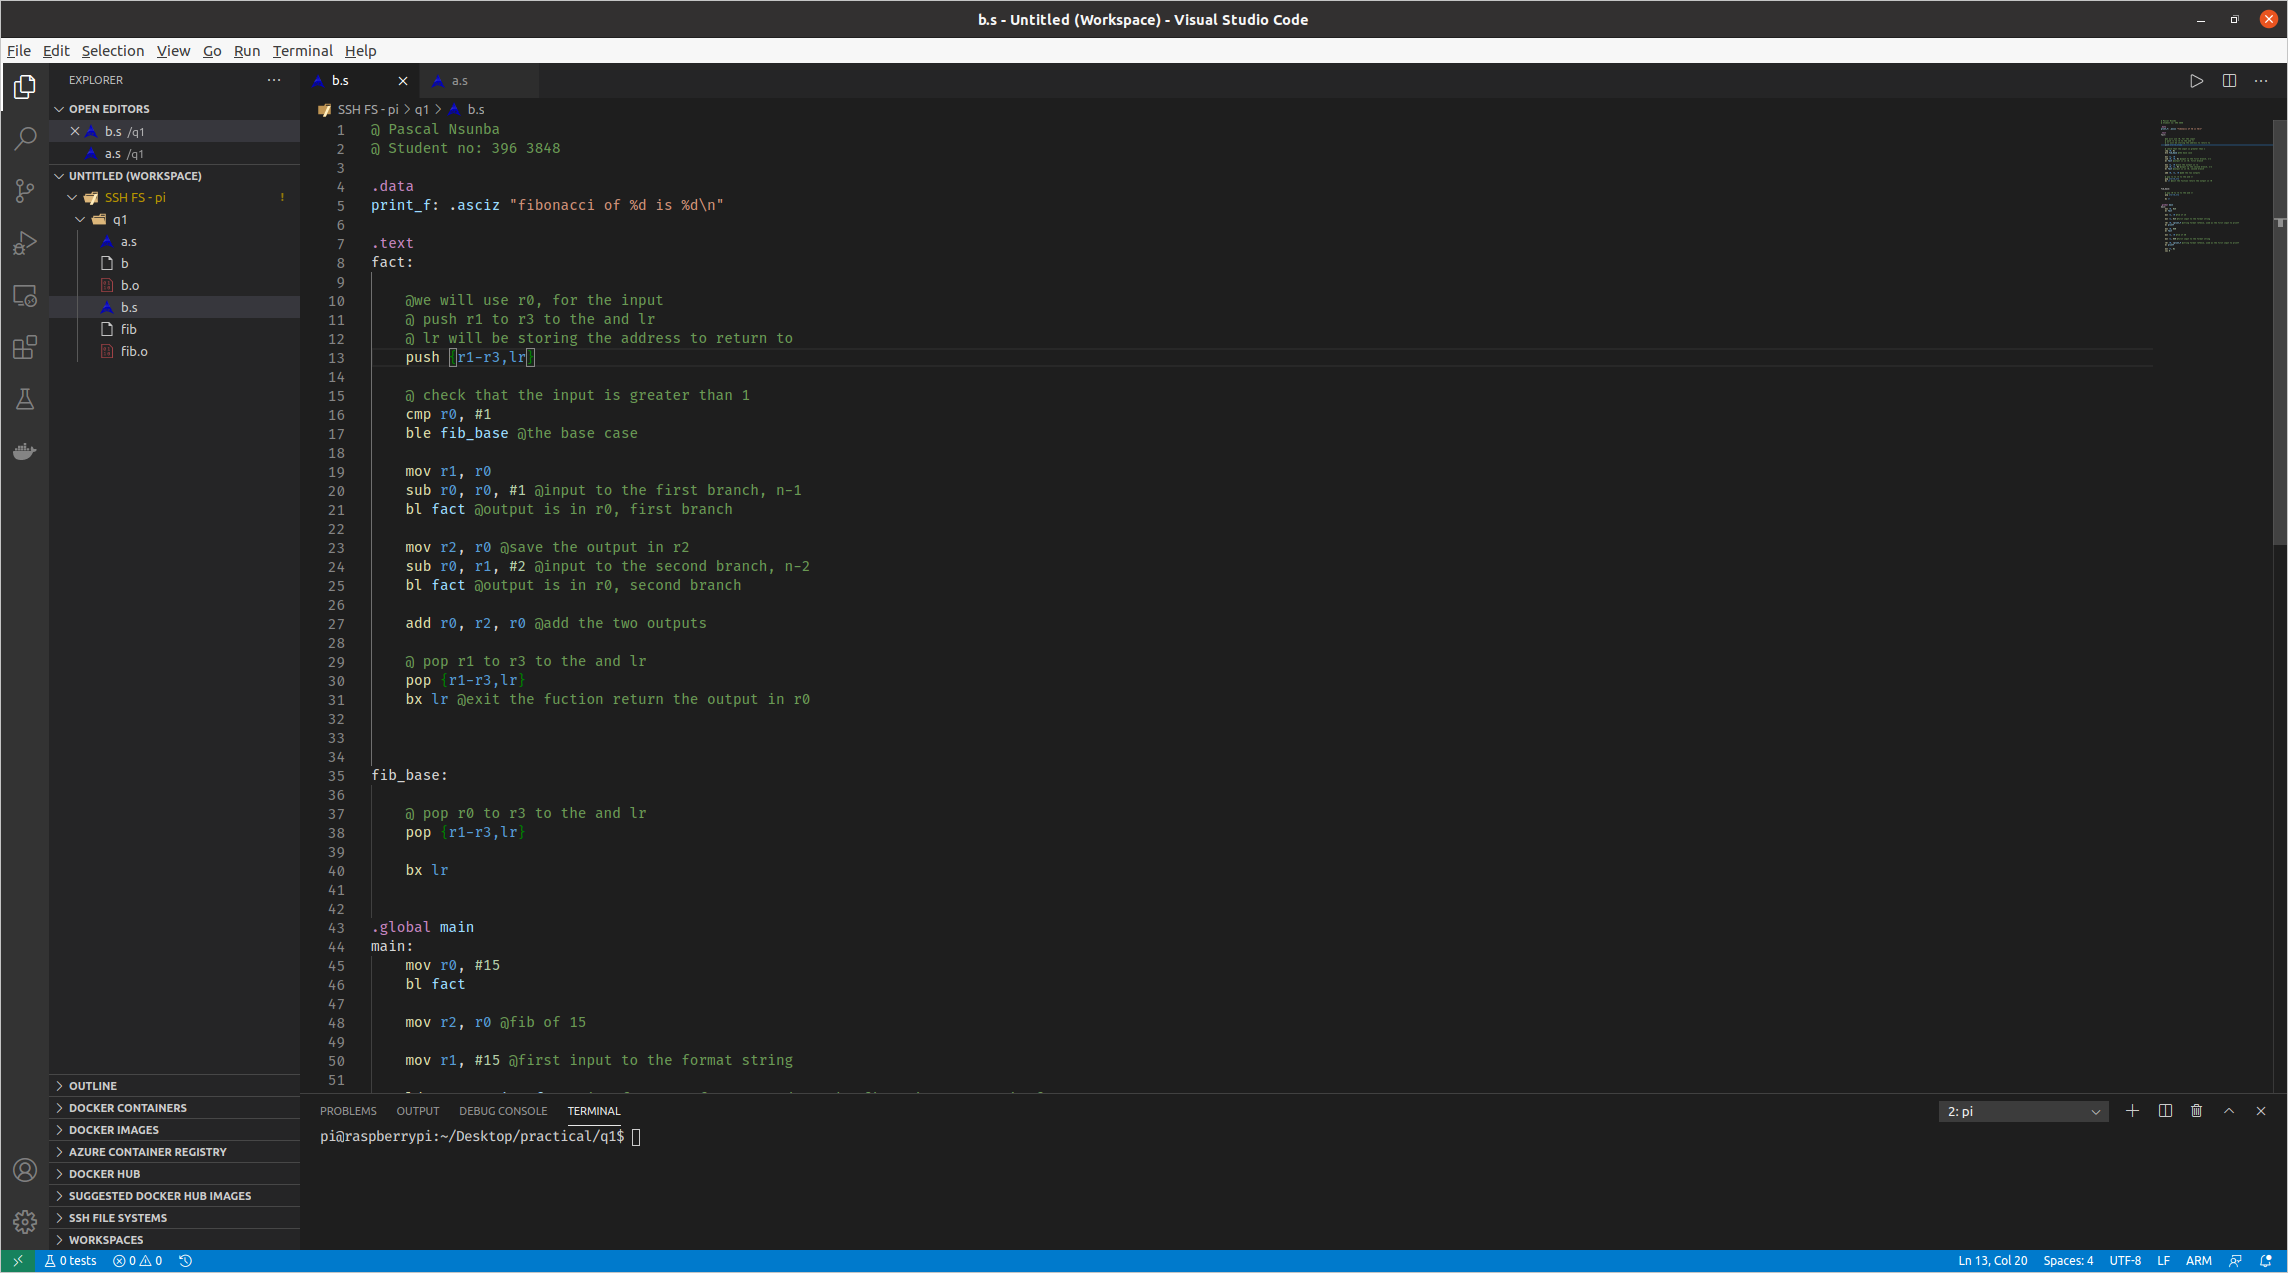 b.s - Untitled (Workspace) - Visual Studio Code
File Edit Selection View Go Run Terminal Help
EXPLORER
OPEN EDITORS
b.s /q1
a.s /q1
UNTITLED (WORKSPACE)
SSH FS - pi !
q1
a.s
b
b.o
b.s
fib
fib.o
OUTLINE
DOCKER CONTAINERS
DOCKER IMAGES
AZURE CONTAINER REGISTRY
DOCKER HUB
SUGGESTED DOCKER HUB IMAGES
SSH FILE SYSTEMS
WORKSPACES
b.s a.s
SSH FS - pi > q1 > b.s
1 @ Pascal Nsunba
2 @ Student no: 396 3848
3
4 .data
5 print_f: .asciz "fibonacci of %d is %d\n"
6
7 .text
8 fact:
9
10 @we will use r0, for the input
11 @ push r1 to r3 to the and lr
12 @ lr will be storing the address to return to
13 push {r1-r3,lr}
14
15 @ check that the input is greater than 1
16 cmp r0, #1
17 ble fib_base @the base case
18
19 mov r1, r0
20 sub r0, r0, #1 @input to the first branch, n-1
21 bl fact @output is in r0, first branch
22
23 mov r2, r0 @save the output in r2
24 sub r0, r1, #2 @input to the second branch, n-2
25 bl fact @output is in r0, second branch
26
27 add r0, r2, r0 @add the two outputs
28
29 @ pop r1 to r3 to the and lr
30 pop {r1-r3,lr}
31 bx lr @exit the fuction return the output in r0
32
33
34
35 fib_base:
36
37 @ pop r0 to r3 to the and lr
38 pop {r1-r3,lr}
39
40 bx lr
41
42
43 .global main
44 main:
45 mov r0, #15
46 bl fact
47
48 mov r2, r0 @fib of 15
49
50 mov r1, #15 @first input to the format string
51
PROBLEMS OUTPUT DEBUG CONSOLE TERMINAL
2: pi
pi@raspberrypi:~/Desktop/practical/q1$
0 tests 0 0
Ln 13, Col 20 Spaces: 4 UTF-8 LF ARM